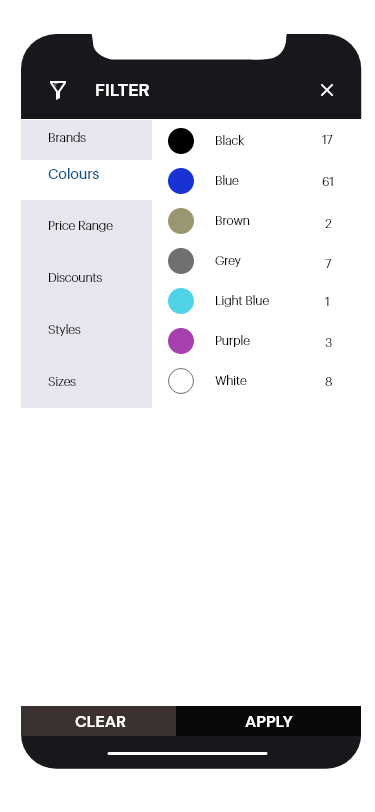 FILTER
Brands
Colours
Price Range
Discounts
Styles
Sizes
Black 17
Blue 61
Brown 2
Grey 7
Light Blue 1
Purple 3
White 8
CLEAR APPLY